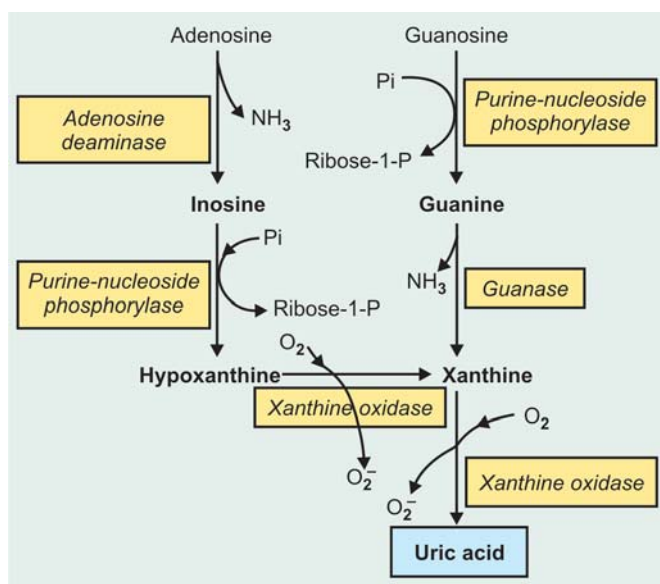 Adenosine
Guanosine
Pi
NH3
Adenosine
deaminase
Purine-nucleoside
phosphorylase
Ribose-1-P
Inosine
Guanine
Pi
Purine-nucleoside
phosphorylase
NH3
Guanase
Ribose-1-P
O2
Hypoxanthine
Xanthine
Xanthine oxidase
O2
O2−
Xanthine oxidase
O2−
Uric acid